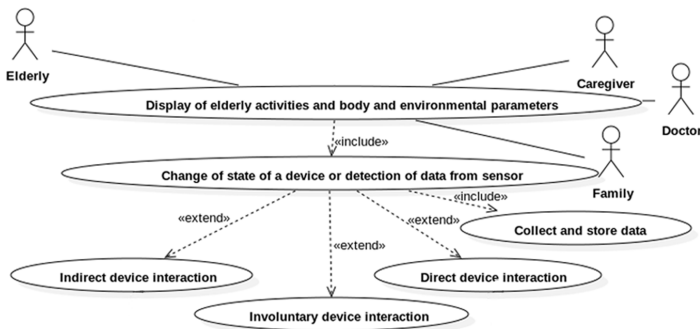 Elderly
Caregiver
Doctor
Display of elderly activities and body and environmental parameters
«include»
Family
Change of state of a device or detection of data from sensor
«include»
«extend»
«extend»
«extend»
Collect and store data
Indirect device interaction
Direct device interaction
Involuntary device interaction